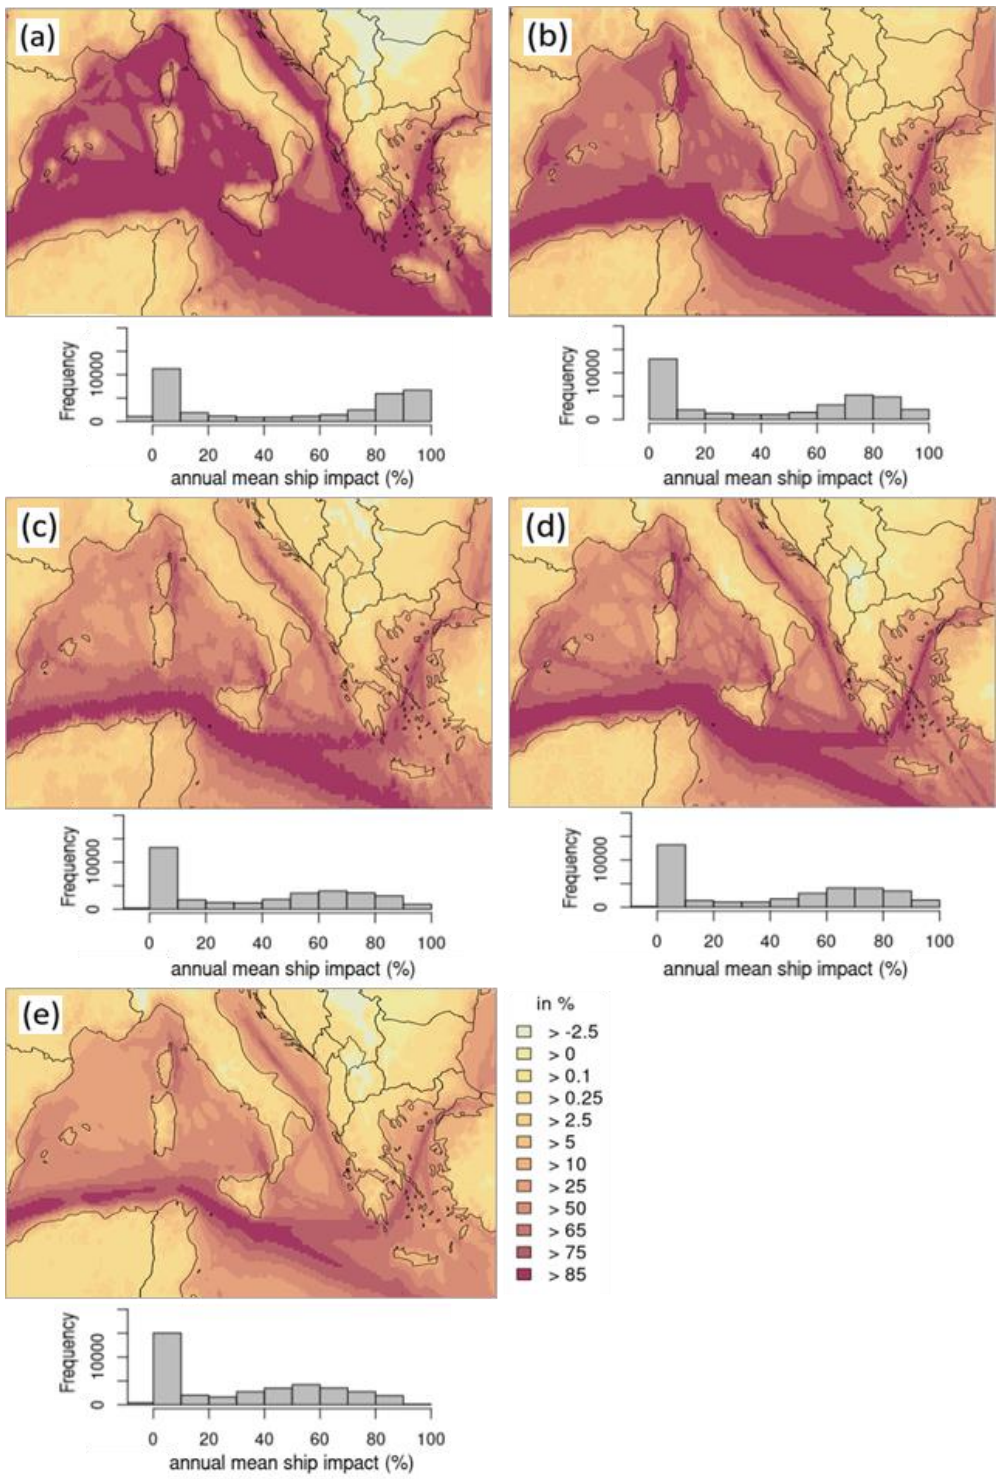 (a)
(b)
Frequency
0 10000
0 20 40 60 80 100
annual mean ship impact (%)
Frequency
0 10000
0 20 40 60 80 100
annual mean ship impact (%)
(c)
(d)
Frequency
0 10000
0 20 40 60 80 100
annual mean ship impact (%)
Frequency
0 10000
0 20 40 60 80 100
annual mean ship impact (%)
(e)
in %
> -2.5
> 0
> 0.1
> 0.25
> 2.5
> 5
> 10
> 25
> 50
> 65
> 75
> 85
Frequency
0 10000
0 20 40 60 80 100
annual mean ship impact (%)